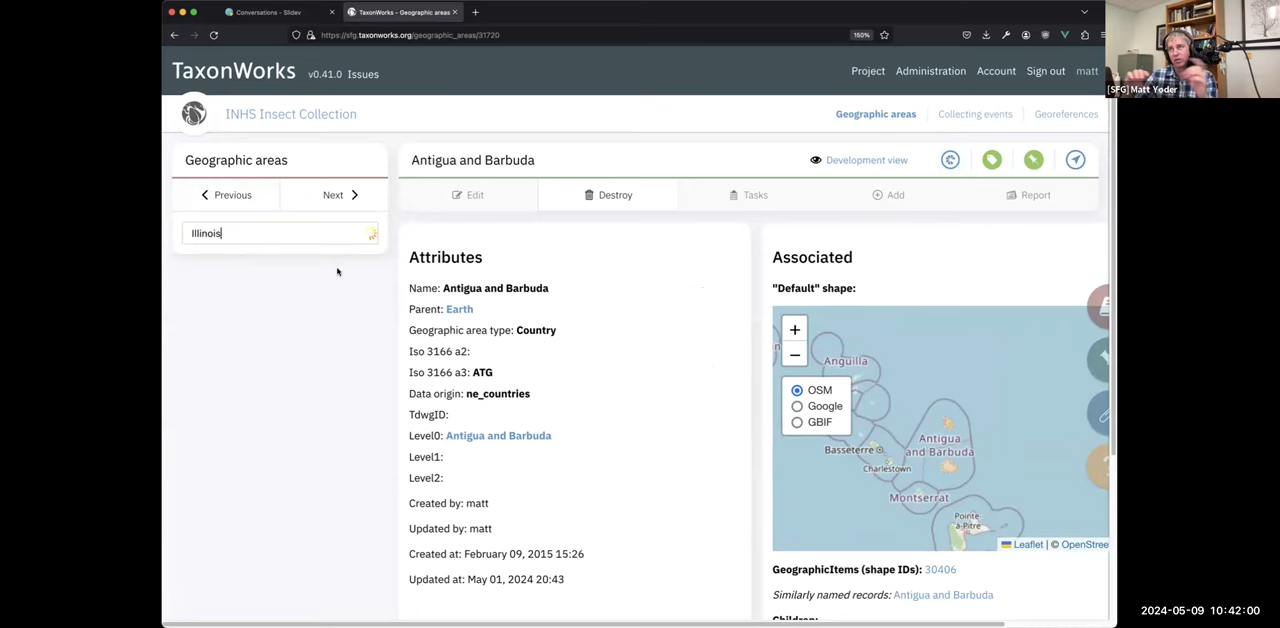 Conversations - Slidev
TaxonWorks - Geographic areas
https://sfg.taxonworks.org/geographic_areas/31720
150%
TaxonWorks v0.41.0 Issues
Project Administration Account Sign out matt
[SFG] Matt Yoder
INHS Insect Collection
Geographic areas Collecting events Georeferences
Geographic areas
Previous Next
Illinois
Antigua and Barbuda
Development view
Edit Destroy Tasks Add Report
Attributes
Name: Antigua and Barbuda
Parent: Earth
Geographic area type: Country
Iso 3166 a2:
Iso 3166 a3: ATG
Data origin: ne_countries
TdwgID:
Level0: Antigua and Barbuda
Level1:
Level2:
Created by: matt
Updated by: matt
Created at: February 09, 2015 15:26
Updated at: May 01, 2024 20:43
Associated
"Default" shape:
+
−
OSM
Google
GBIF
Anguilla
Antigua
and Barbuda
Basseterre
Charlestown
Montserrat
Pointe
à-Pitre
Leaflet | © OpenStree
GeographicItems (shape IDs): 30406
Similarly named records: Antigua and Barbuda
Children:
2024-05-09 10:42:00